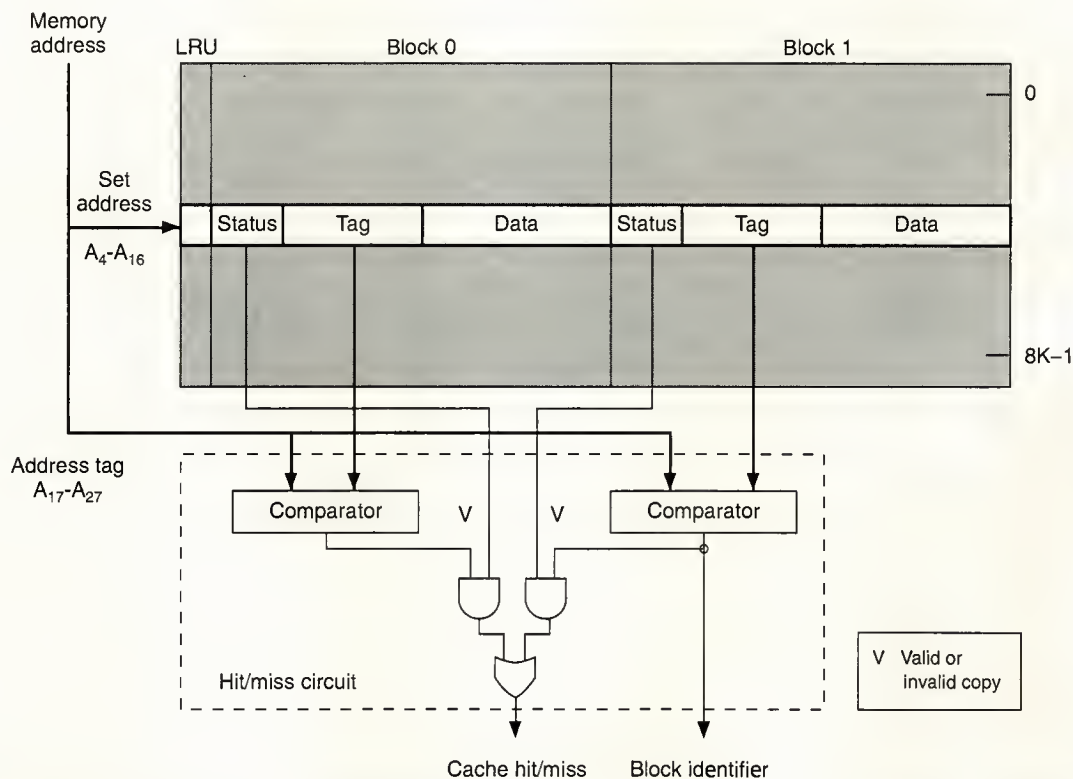 Memory
address
LRU
Block 0
Block 1
0
Set
address
A₄-A₁₆
Status
Tag
Data
Status
Tag
Data
8K−1
Address tag
A₁₇-A₂₇
Comparator
V
V
Comparator
Hit/miss circuit
V Valid or
invalid copy
Cache hit/miss
Block identifier